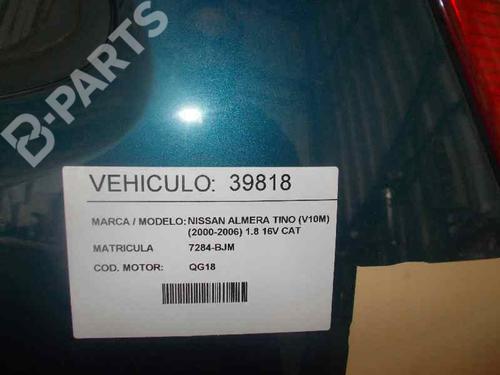 B-PARTS
VEHICULO: 39818
MARCA / MODELO: NISSAN ALMERA TINO (V10M)
(2000-2006) 1.8 16V CAT
MATRICULA 7284-BJM
COD. MOTOR: QG18